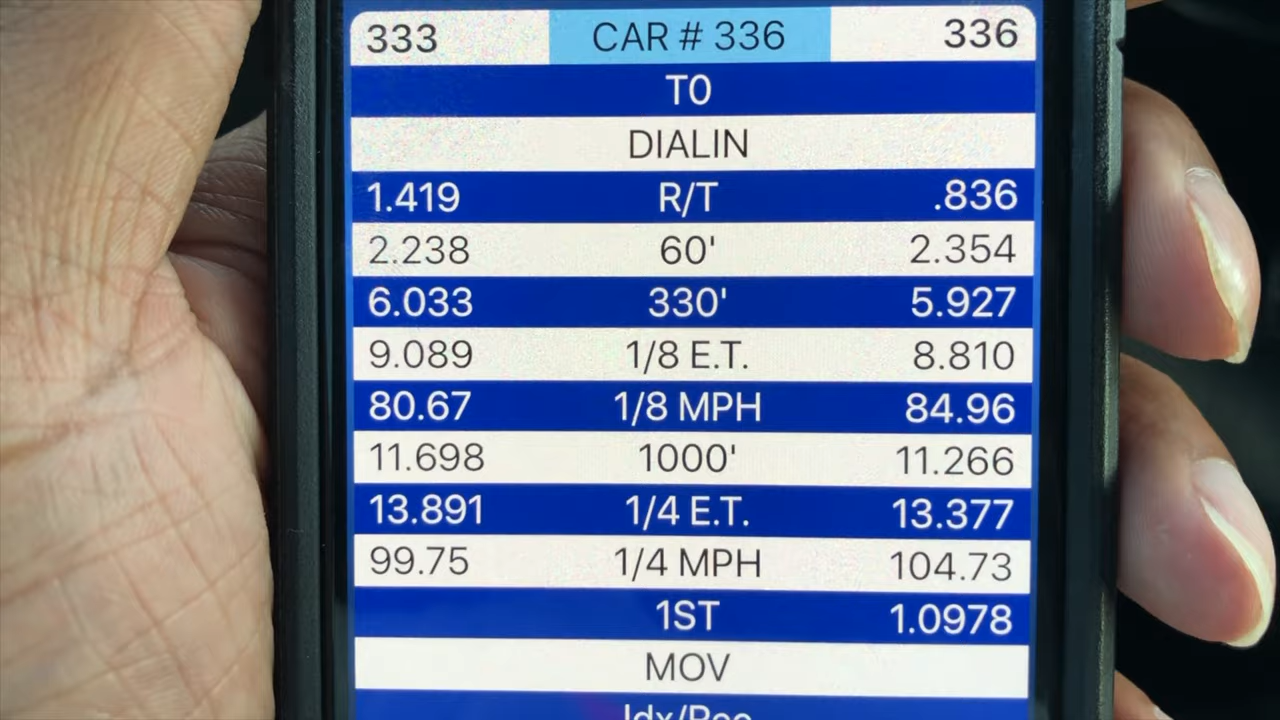 333 CAR # 336 336
T0
DIALIN
1.419 R/T .836
2.238 60' 2.354
6.033 330' 5.927
9.089 1/8 E.T. 8.810
80.67 1/8 MPH 84.96
11.698 1000' 11.266
13.891 1/4 E.T. 13.377
99.75 1/4 MPH 104.73
1ST 1.0978
MOV